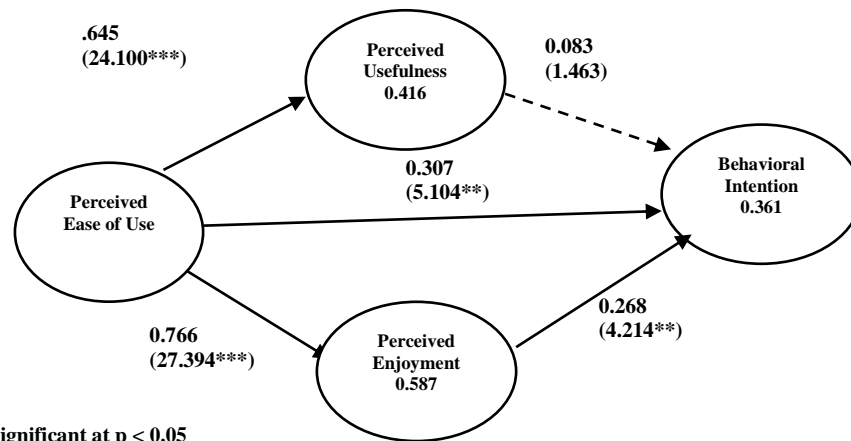 .645
(24.100***)
Perceived
Usefulness
0.416
0.083
(1.463)
0.307
(5.104**)
Behavioral
Intention
0.361
Perceived
Ease of Use
0.766
(27.394***)
Perceived
Enjoyment
0.587
0.268
(4.214**)
ignificant at p < 0.05